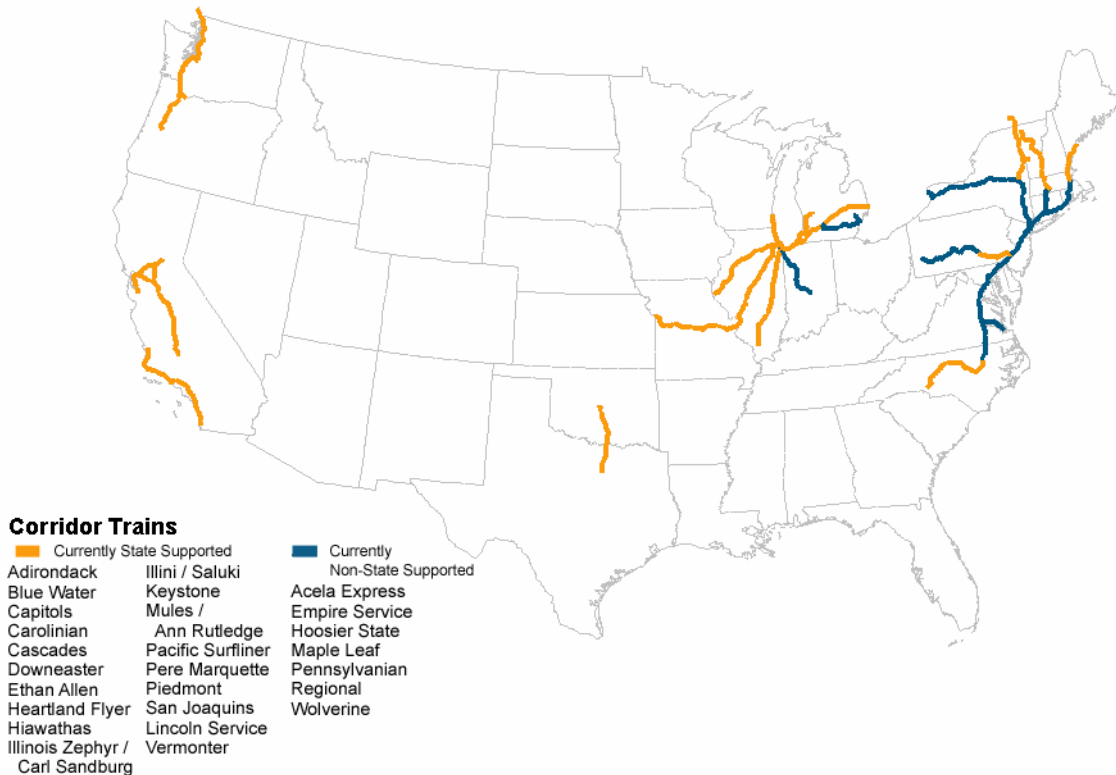 Corridor Trains
Currently State Supported
Adirondack
Blue Water
Capitols
Carolinian
Cascades
Downeaster
Ethan Allen
Heartland Flyer
Hiawathas
Illinois Zephyr /
Carl Sandburg
Illini / Saluki
Keystone
Mules /
Ann Rutledge
Pacific Surfliner
Pere Marquette
Piedmont
San Joaquins
Lincoln Service
Vermonter
Currently
Non-State Supported
Acela Express
Empire Service
Hoosier State
Maple Leaf
Pennsylvanian
Regional
Wolverine